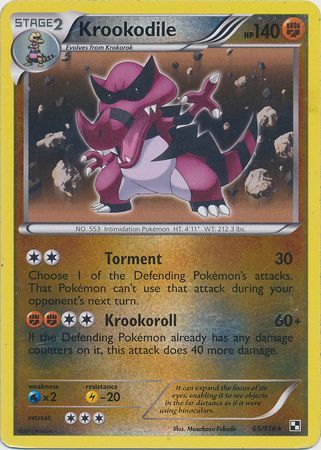 STAGE2
Krookodile
HP140
Evolves from Krokorok
NO. 553 Intimidation Pokémon HT: 4'11" WT: 212.3 lbs.
Torment 30
Choose 1 of the Defending Pokémon's attacks.
That Pokémon can't use that attack during your
opponent's next turn.
Krookoroll 60+
If the Defending Pokémon already has any damage
counters on it, this attack does 40 more damage.
weakness
×2
resistance
-20
retreat
It can expand the focus of its
eyes, enabling it to see objects
in the far distance as if it were
using binoculars.
Illus. Masakazu Fukuda
65/114★